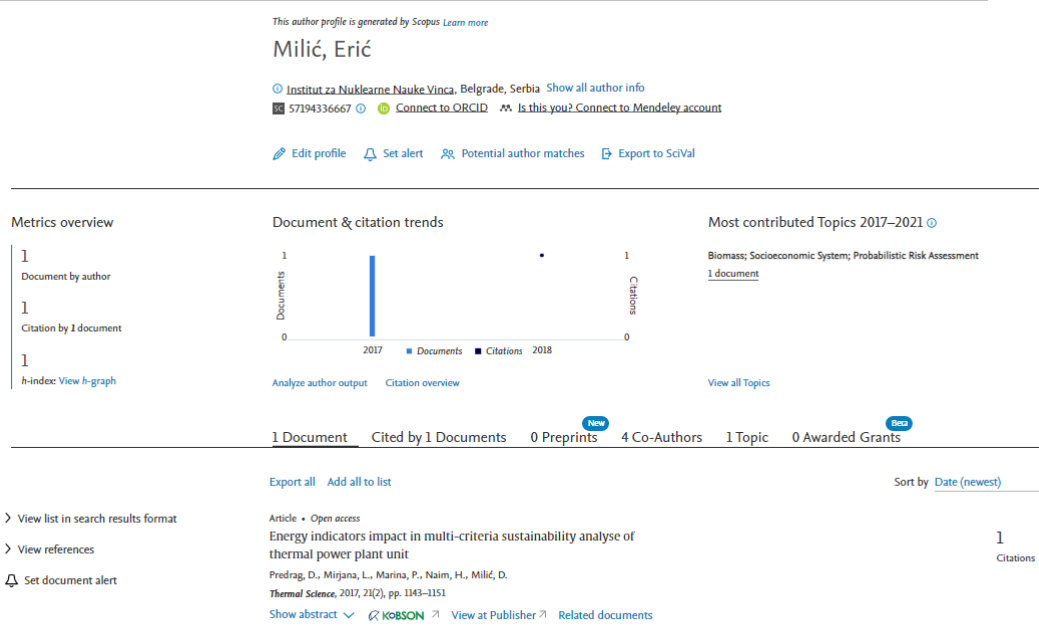 This author profile is generated by Scopus Learn more
Milić, Erić
Institut za Nuklearne Nauke Vinca, Belgrade, Serbia Show all author info
SC 57194336667 iD Connect to ORCID Is this you? Connect to Mendeley account
Edit profile Set alert Potential author matches Export to SciVal
Metrics overview
1
Document by author
1
Citation by 1 document
1
h-index: View h-graph
Document & citation trends
1
Documents
0
1
Citations
0
2017 Documents Citations 2018
Analyze author output Citation overview
Most contributed Topics 2017–2021
Biomass; Socioeconomic System; Probabilistic Risk Assessment
1 document
View all Topics
New
Beta
1 Document Cited by 1 Documents 0 Preprints 4 Co-Authors 1 Topic 0 Awarded Grants
Export all Add all to list
Sort by Date (newest)
View list in search results format
View references
Set document alert
Article • Open access
Energy indicators impact in multi-criteria sustainability analyse of
thermal power plant unit
Predrag, D., Mirjana, L., Marina, P., Naim, H., Milić, D.
Thermal Science, 2017, 21(2), pp. 1143–1151
Show abstract KOBSON View at Publisher Related documents
1
Citations